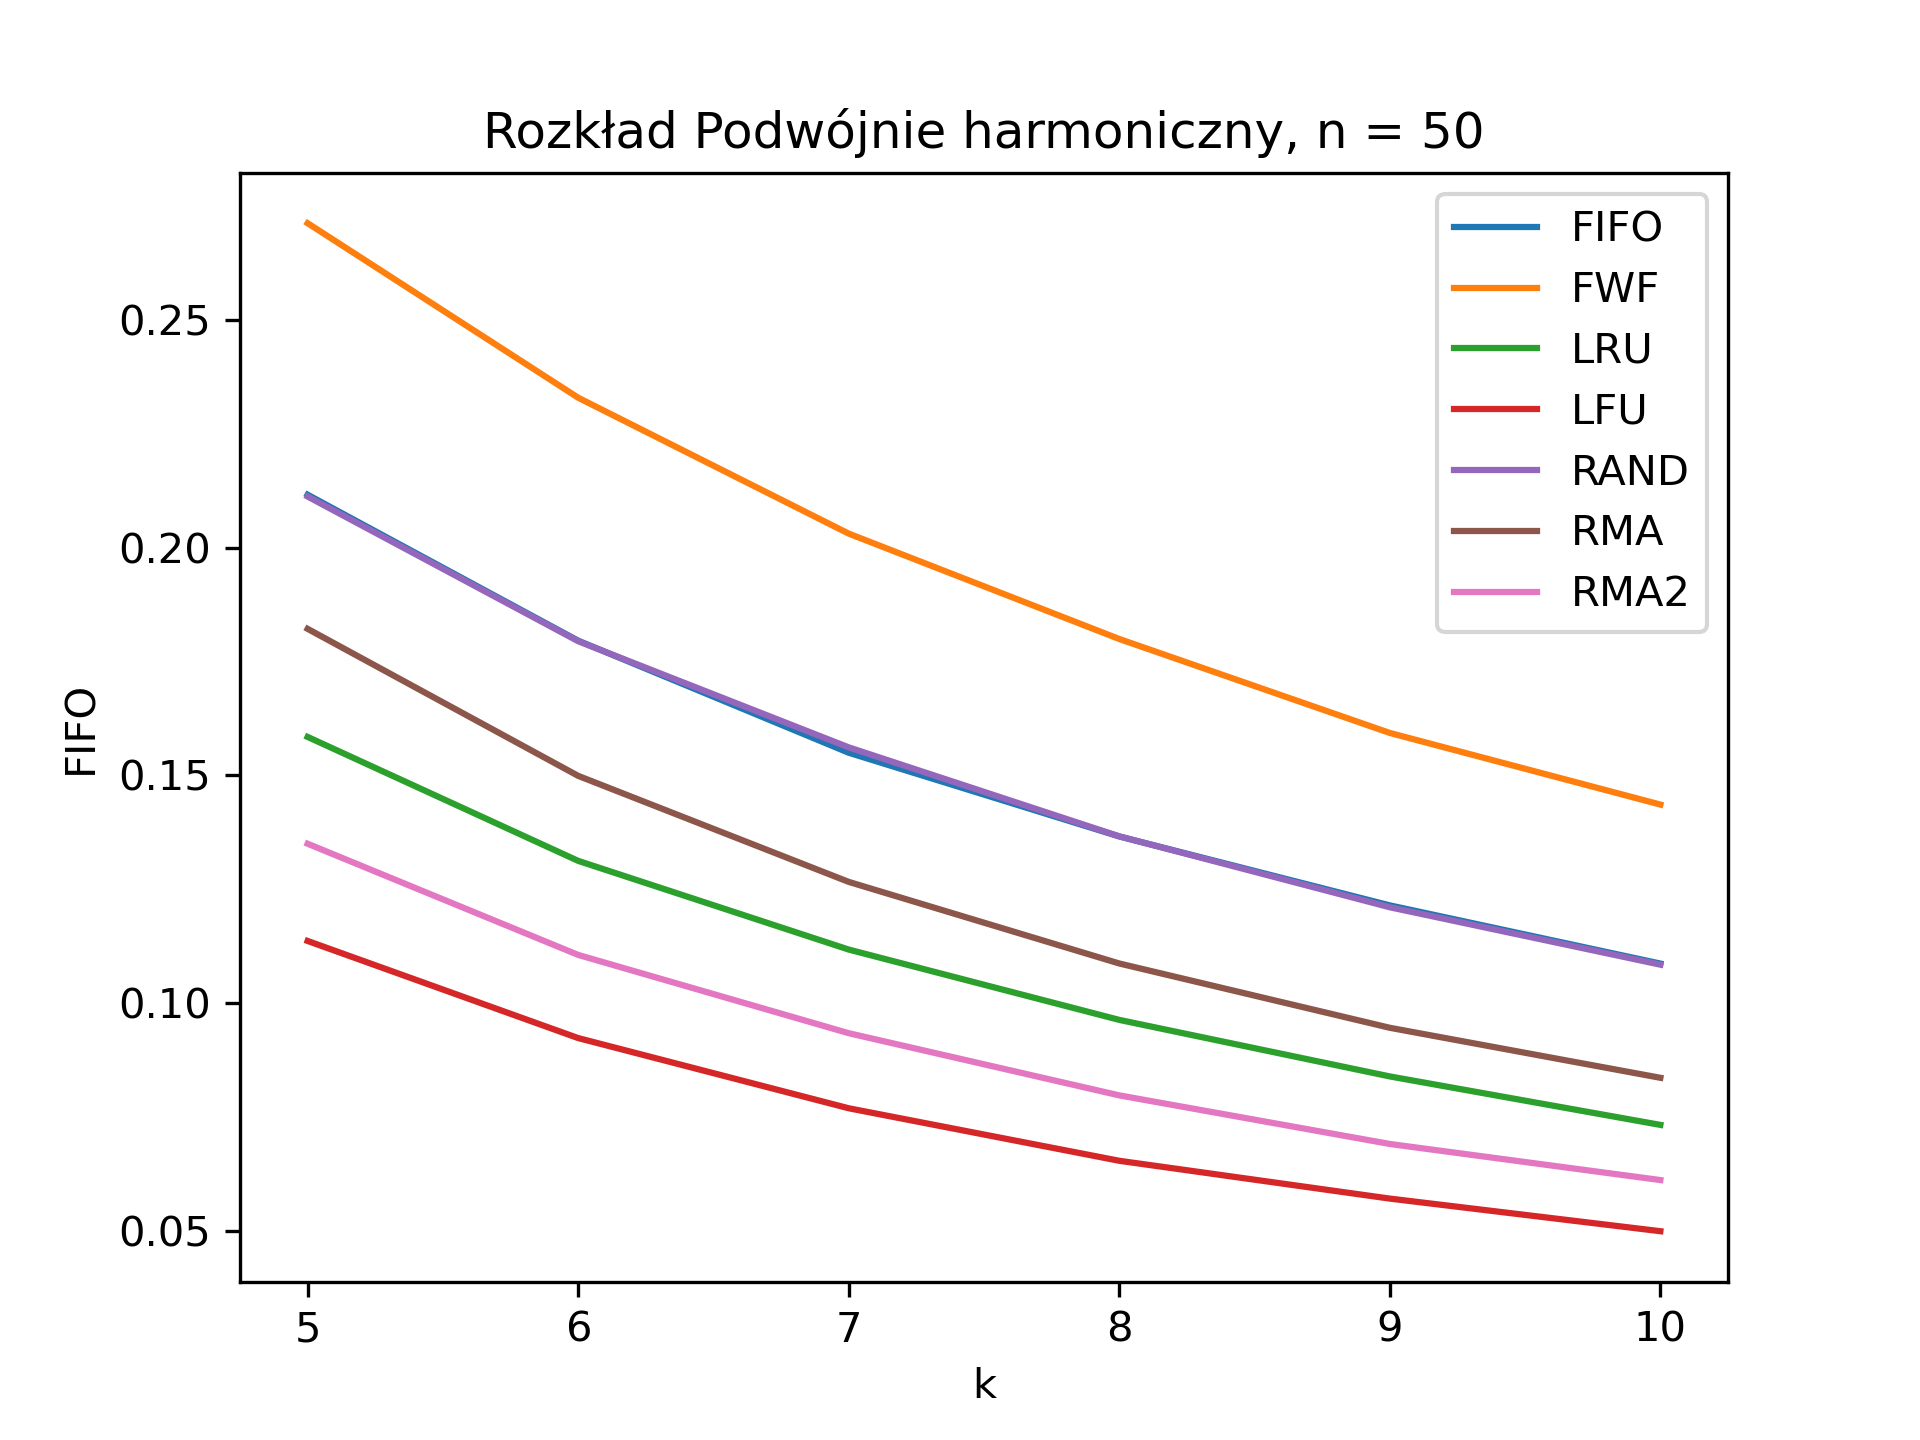 Rozkład Podwójnie harmoniczny, n = 50
FIFO
FWF
LRU
LFU
RAND
RMA
RMA2
0.25
0.20
0.15
0.10
0.05
FIFO
5 6 7 8 9 10
k